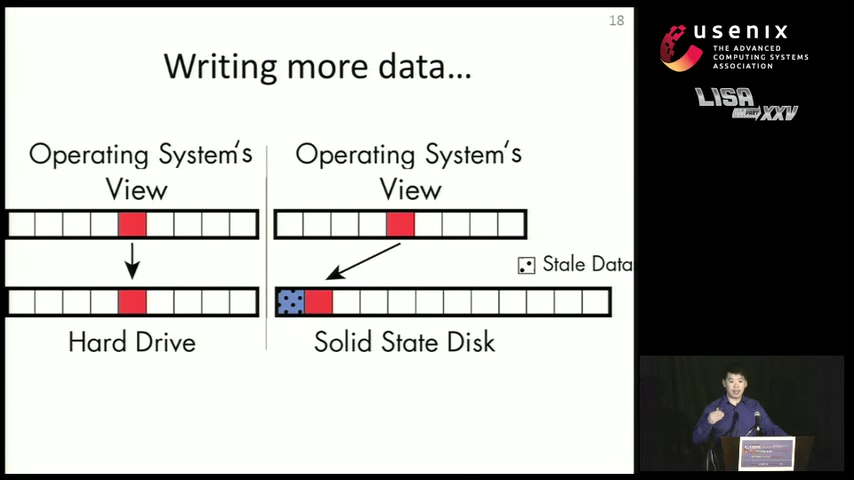 18
Writing more data...
Operating System's
View
Operating System's
View
Stale Data
Hard Drive
Solid State Disk
usenix
THE ADVANCED
COMPUTING SYSTEMS
ASSOCIATION
LISA
PART XXV